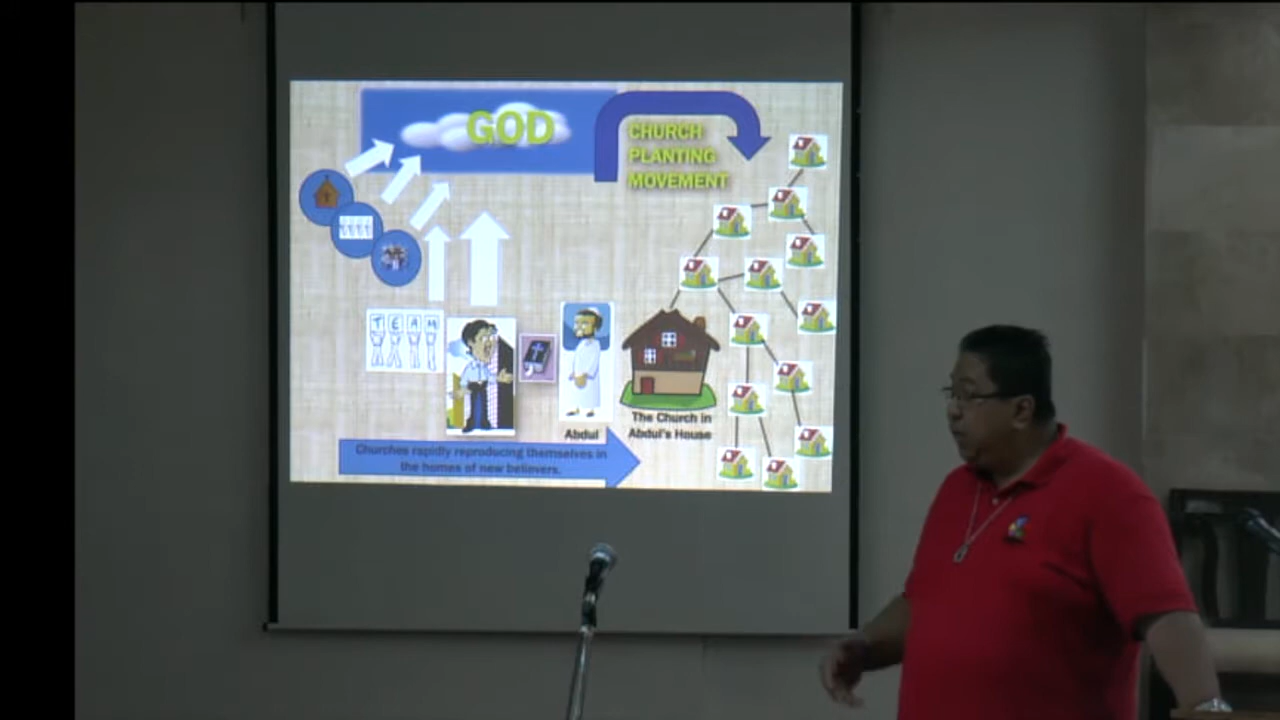 GOD
CHURCH
PLANTING
MOVEMENT
TEAM
Abdul
The Church in
Abdul's House
Churches rapidly reproducing themselves in
the homes of new believers.